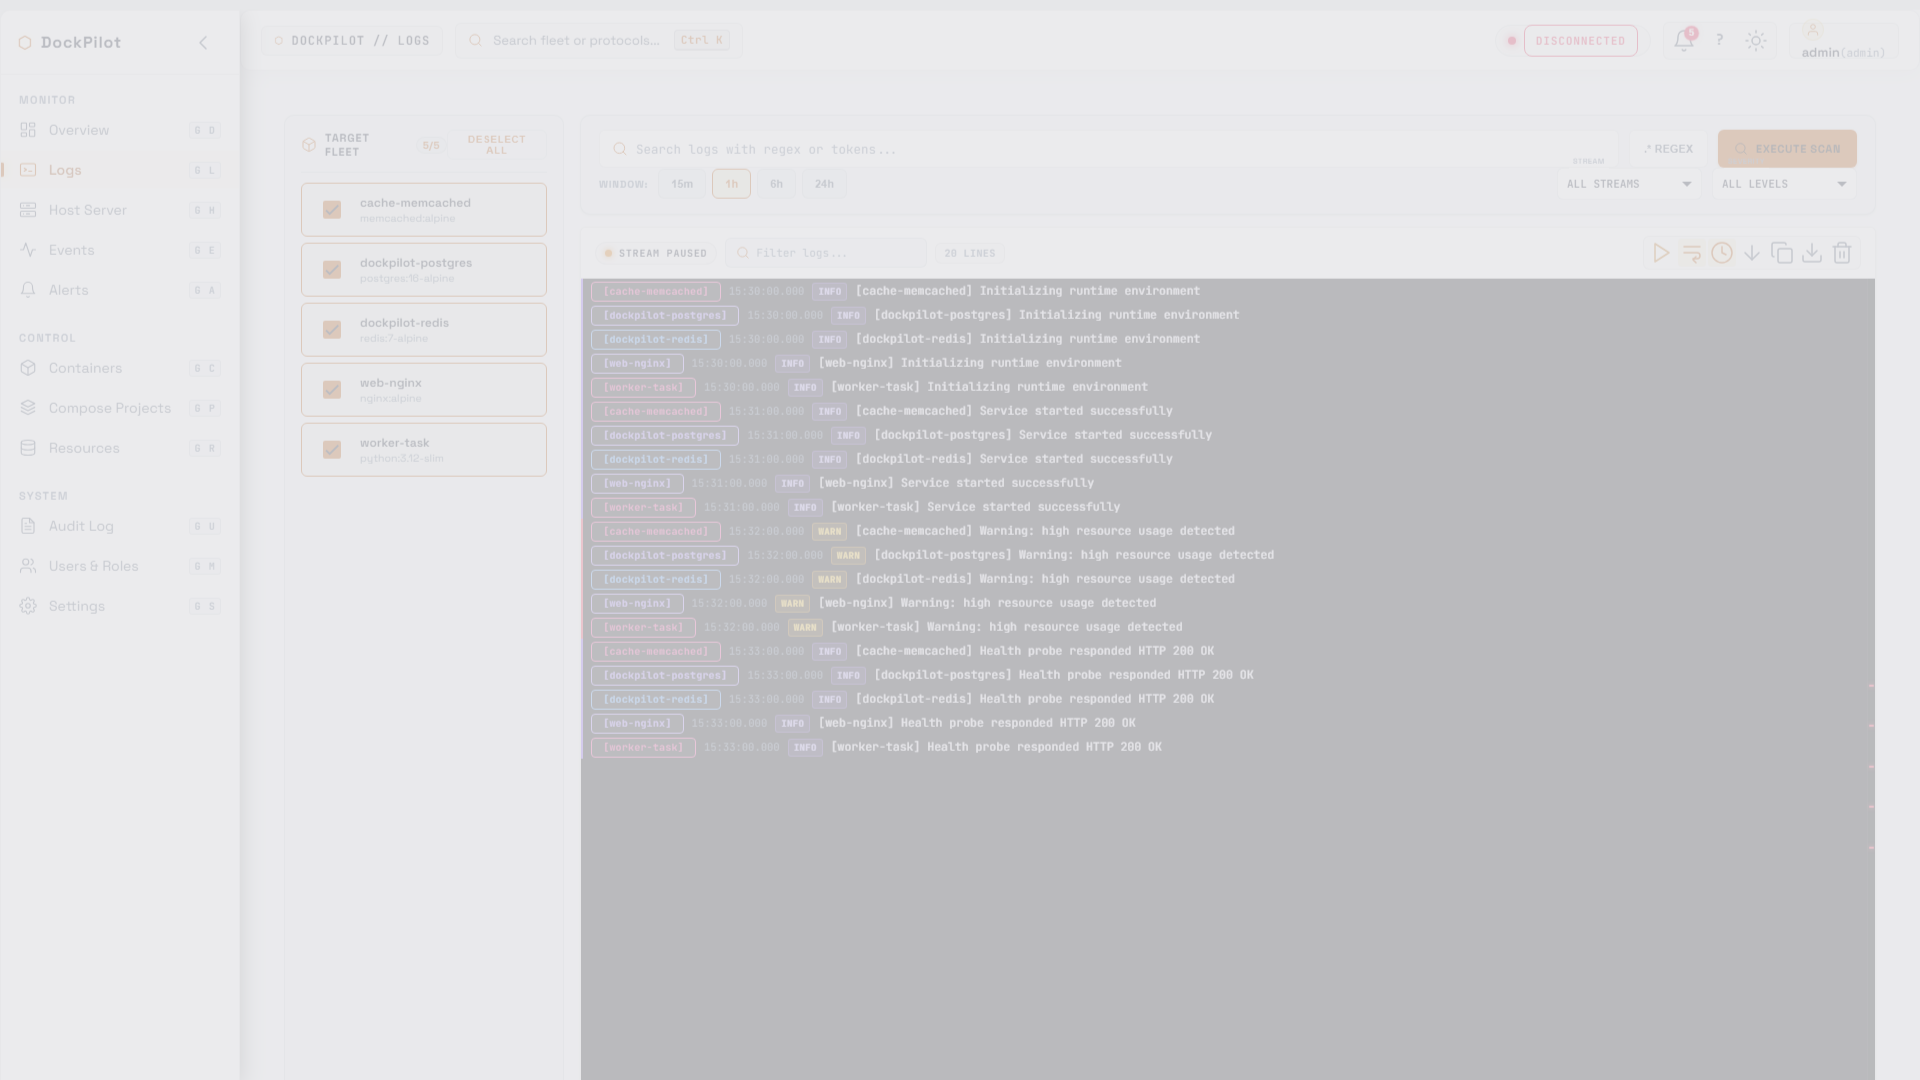 DockPilot
MONITOR
Overview G O
Logs G L
Host Server G H
Events G E
Alerts G A
CONTROL
Containers G C
Compose Projects G P
Resources G R
SYSTEM
Audit Log G U
Users & Roles G M
Settings G S
DOCKPILOT // LOGS
Search fleet or protocols... Ctrl K
DISCONNECTED
5
?
admin(admin)
TARGET FLEET 5/5 DESELECT ALL
cache-memcached
memcached:alpine
dockpilot-postgres
postgres:16-alpine
dockpilot-redis
redis:7-alpine
web-nginx
nginx:alpine
worker-task
python:3.12-slim
Search logs with regex or tokens...
.* REGEX
EXECUTE SCAN
WINDOW: 15m 1h 6h 24h
STREAM
ALL STREAMS
ALL LEVELS
STREAM PAUSED
Filter logs...
20 LINES
[cache-memcached] 15:30:00.000 INFO [cache-memcached] Initializing runtime environment
[dockpilot-postgres] 15:30:00.000 INFO [dockpilot-postgres] Initializing runtime environment
[dockpilot-redis] 15:30:00.000 INFO [dockpilot-redis] Initializing runtime environment
[web-nginx] 15:30:00.000 INFO [web-nginx] Initializing runtime environment
[worker-task] 15:30:00.000 INFO [worker-task] Initializing runtime environment
[cache-memcached] 15:31:00.000 INFO [cache-memcached] Service started successfully
[dockpilot-postgres] 15:31:00.000 INFO [dockpilot-postgres] Service started successfully
[dockpilot-redis] 15:31:00.000 INFO [dockpilot-redis] Service started successfully
[web-nginx] 15:31:00.000 INFO [web-nginx] Service started successfully
[worker-task] 15:31:00.000 INFO [worker-task] Service started successfully
[cache-memcached] 15:32:00.000 WARN [cache-memcached] Warning: high resource usage detected
[dockpilot-postgres] 15:32:00.000 WARN [dockpilot-postgres] Warning: high resource usage detected
[dockpilot-redis] 15:32:00.000 WARN [dockpilot-redis] Warning: high resource usage detected
[web-nginx] 15:32:00.000 WARN [web-nginx] Warning: high resource usage detected
[worker-task] 15:32:00.000 WARN [worker-task] Warning: high resource usage detected
[cache-memcached] 15:33:00.000 INFO [cache-memcached] Health probe responded HTTP 200 OK
[dockpilot-postgres] 15:33:00.000 INFO [dockpilot-postgres] Health probe responded HTTP 200 OK
[dockpilot-redis] 15:33:00.000 INFO [dockpilot-redis] Health probe responded HTTP 200 OK
[web-nginx] 15:33:00.000 INFO [web-nginx] Health probe responded HTTP 200 OK
[worker-task] 15:33:00.000 INFO [worker-task] Health probe responded HTTP 200 OK